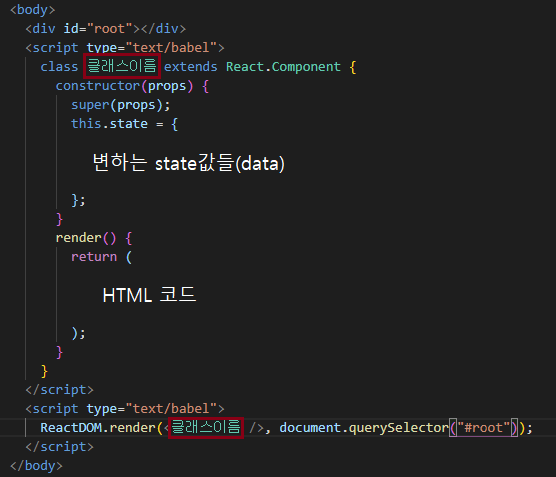 <body>
<div id="root"></div>
<script type="text/babel">
class 클래스이름 extends React.Component {
constructor(props) {
super(props);
this.state = {
변하는 state값들(data)
};
}
render() {
return (
HTML 코드
);
}
}
</script>
<script type="text/babel">
ReactDOM.render(<클래스이름 />, document.querySelector("#root"));
</script>
</body>